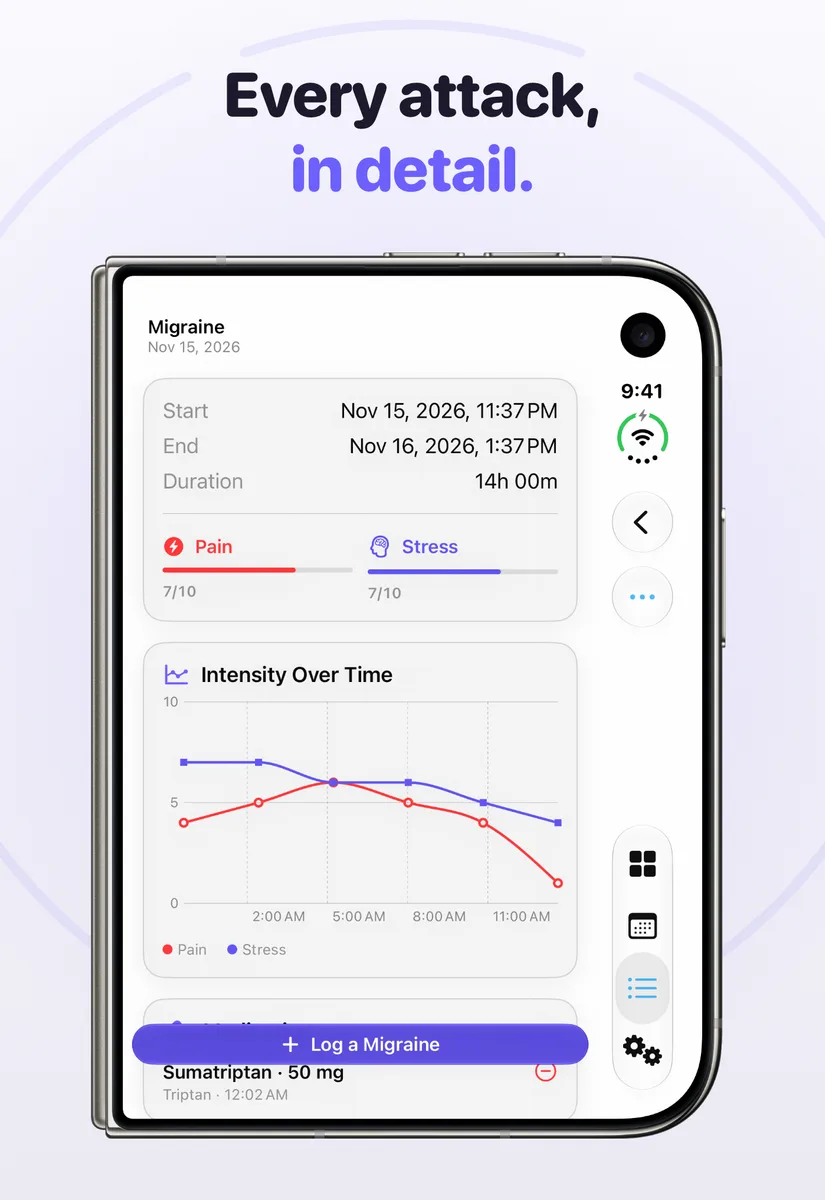 Every attack,
in detail.
Migraine
Nov 15, 2026
9:41
Start Nov 15, 2026, 11:37 PM
End Nov 16, 2026, 1:37 PM
Duration 14h 00m
Pain Stress
7/10 7/10
Intensity Over Time
10
5
0
2:00 AM 5:00 AM 8:00 AM 11:00 AM
Pain Stress
+ Log a Migraine
Sumatriptan · 50 mg
Triptan · 12:02 AM